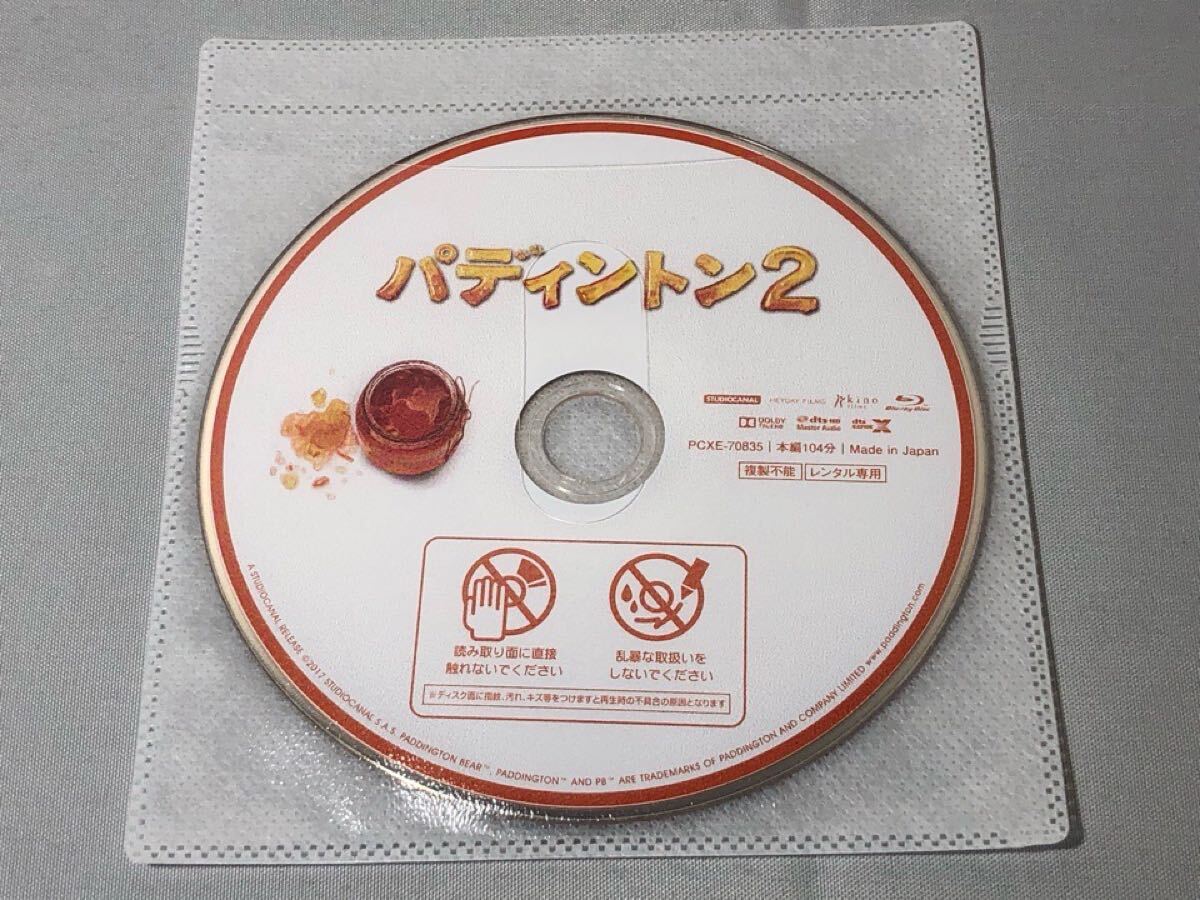 パディントン2
STUDIOCANAL HEYDAY FILMS kino films Blu-ray Disc
DOLBY TRUEHD dts-HD Master Audio dts X
PCXE-70835 | 本編104分 | Made in Japan
複製不能 レンタル専用
読み取り面に直接
触れないでください
乱暴な取扱いを
しないでください
※ディスク面に指紋、汚れ、キズ等をつけますと再生時の不具合の原因となります
A STUDIOCANAL RELEASE ©2017 STUDIOCANAL S.A.S. PADDINGTON BEAR™, PADDINGTON™ AND PB™ ARE TRADEMARKS OF PADDINGTON AND COMPANY LIMITED www.paddington.com